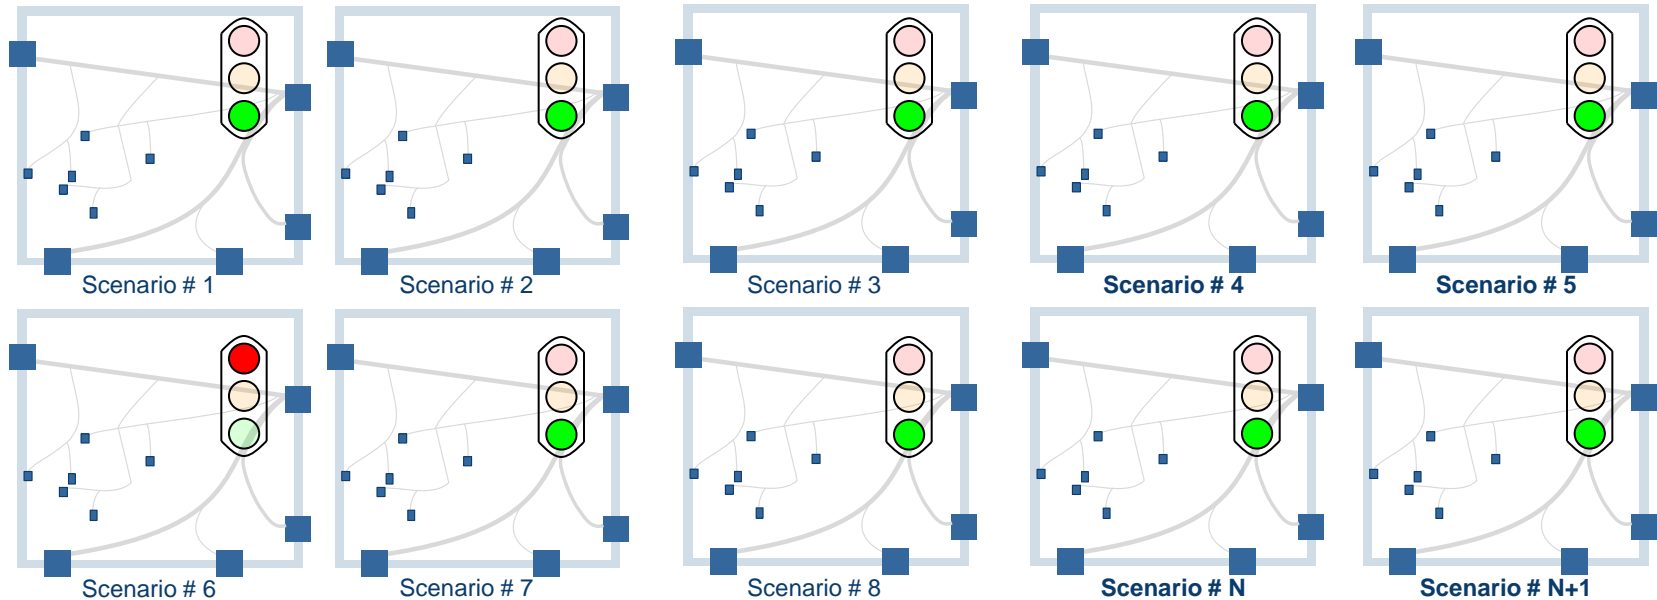 Scenario # 1
Scenario # 2
Scenario # 3
Scenario # 4
Scenario # 5
Scenario # 6
Scenario # 7
Scenario # 8
Scenario # N
Scenario # N+1